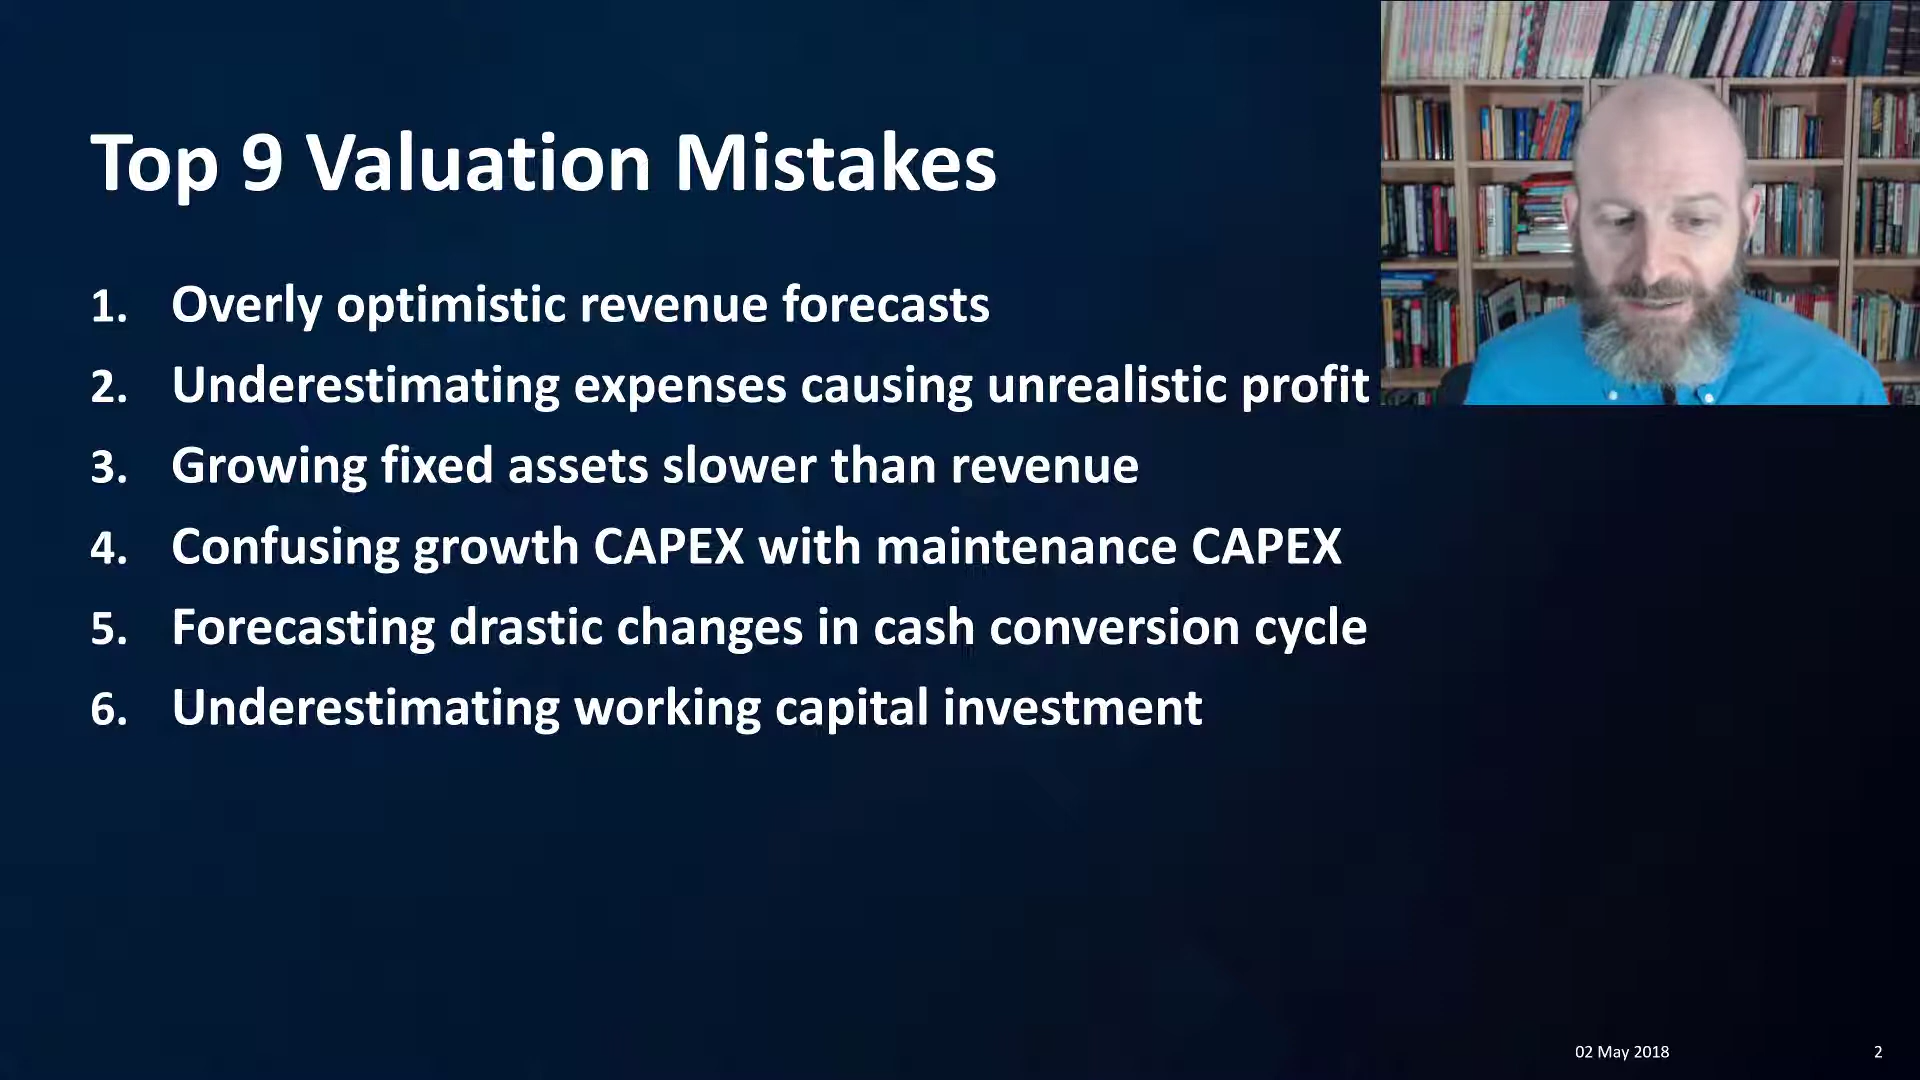 Top 9 Valuation Mistakes
1. Overly optimistic revenue forecasts
2. Underestimating expenses causing unrealistic profit
3. Growing fixed assets slower than revenue
4. Confusing growth CAPEX with maintenance CAPEX
5. Forecasting drastic changes in cash conversion cycle
6. Underestimating working capital investment
02 May 2018
2